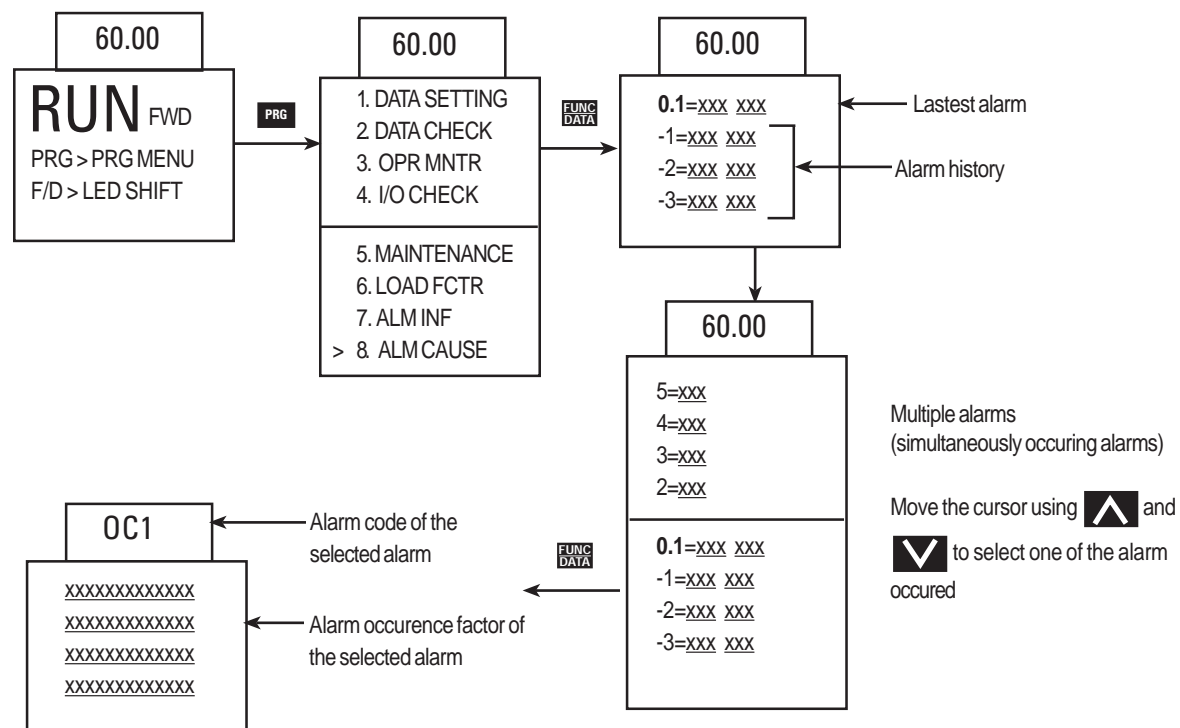 60.00
RUN FWD
PRG > PRG MENU
F/D > LED SHIFT
PRG
60.00
1. DATA SETTING
2. DATA CHECK
3. OPR MNTR
4. I/O CHECK
5. MAINTENANCE
6. LOAD FCTR
7. ALM INF
> 8. ALM CAUSE
FUNC
DATA
60.00
0.1=xxx xxx
-1=xxx xxx
-2=xxx xxx
-3=xxx xxx
Lastest alarm
Alarm history
60.00
5=xxx
4=xxx
3=xxx
2=xxx
0.1=xxx xxx
-1=xxx xxx
-2=xxx xxx
-3=xxx xxx
Multiple alarms
(simultaneously occuring alarms)
Move the cursor using and
to select one of the alarm
occured
FUNC
DATA
OC1
xxxxxxxxxxxxx
xxxxxxxxxxxxx
xxxxxxxxxxxxx
xxxxxxxxxxxxx
Alarm code of the
selected alarm
Alarm occurence factor of
the selected alarm